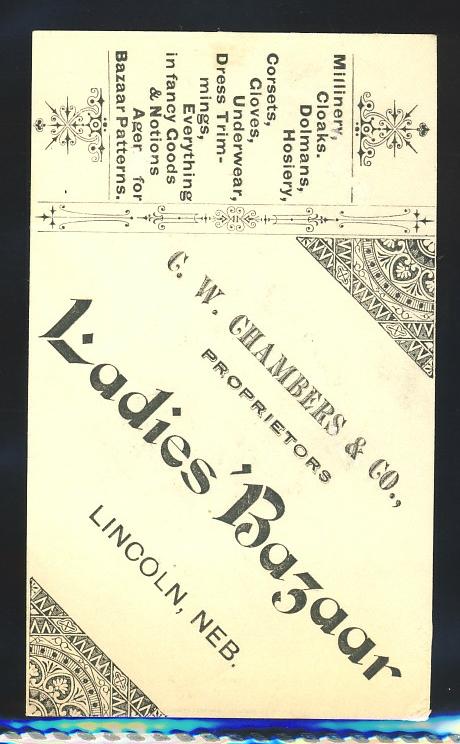 Millinery,
Cloaks.
Dolmans,
Hosiery,
Corsets,
Gloves,
Underwear,
Dress Trim-
mings,
Everything
in fancy Goods
& Notions
Ager for
Bazaar Patterns.
C. W. CHAMBERS & CO.,
PROPRIETORS
Ladies' Bazaar
LINCOLN, NEB.